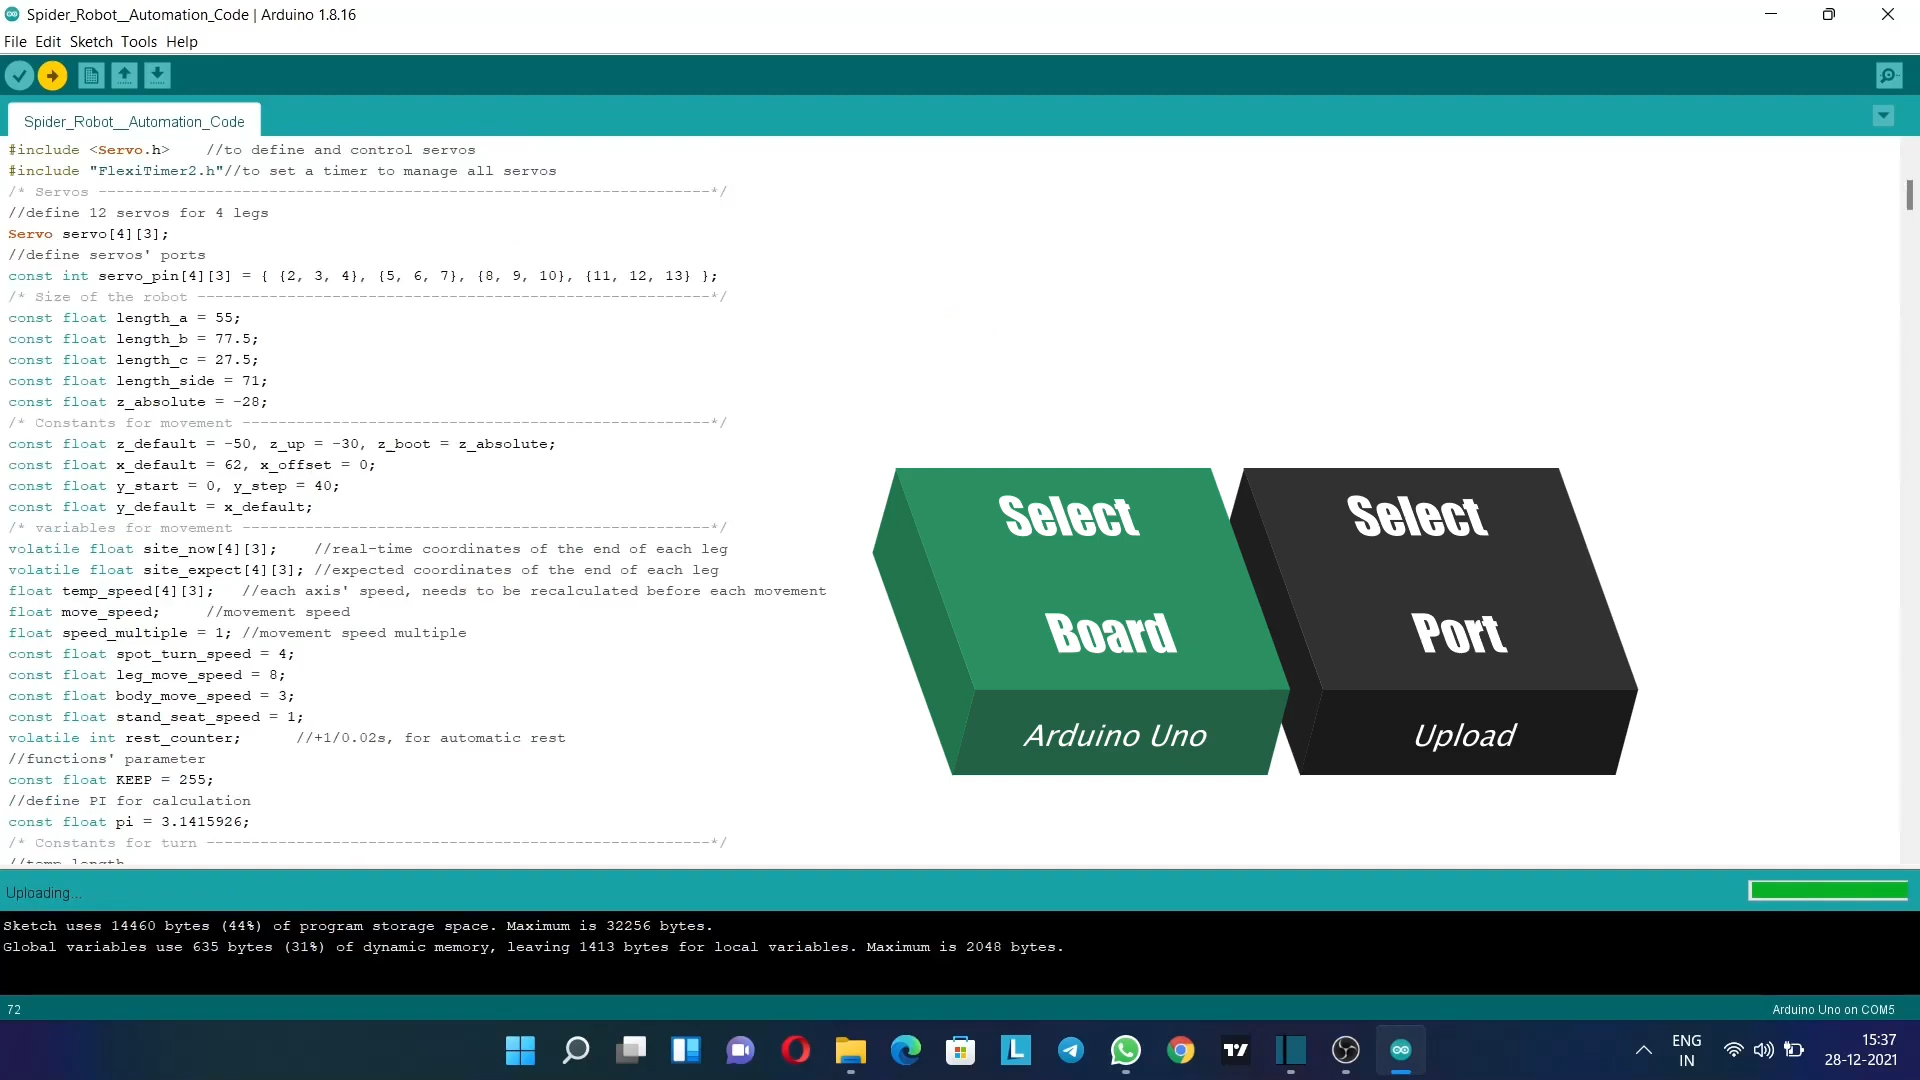 Spider_Robot__Automation_Code | Arduino 1.8.16
File Edit Sketch Tools Help
Spider_Robot__Automation_Code
#include <Servo.h>    //to define and control servos
#include "FlexiTimer2.h"//to set a timer to manage all servos
/* Servos --------------------------------------------------------------------*/
//define 12 servos for 4 legs
Servo servo[4][3];
//define servos' ports
const int servo_pin[4][3] = { {2, 3, 4}, {5, 6, 7}, {8, 9, 10}, {11, 12, 13} };
/* Size of the robot ---------------------------------------------------------*/
const float length_a = 55;
const float length_b = 77.5;
const float length_c = 27.5;
const float length_side = 71;
const float z_absolute = -28;
/* Constants for movement ----------------------------------------------------*/
const float z_default = -50, z_up = -30, z_boot = z_absolute;
const float x_default = 62, x_offset = 0;
const float y_start = 0, y_step = 40;
const float y_default = x_default;
/* variables for movement ----------------------------------------------------*/
volatile float site_now[4][3];    //real-time coordinates of the end of each leg
volatile float site_expect[4][3]; //expected coordinates of the end of each leg
float temp_speed[4][3];   //each axis' speed, needs to be recalculated before each movement
float move_speed;     //movement speed
float speed_multiple = 1; //movement speed multiple
const float spot_turn_speed = 4;
const float leg_move_speed = 8;
const float body_move_speed = 3;
const float stand_seat_speed = 1;
volatile int rest_counter;      //+1/0.02s, for automatic rest
//functions' parameter
const float KEEP = 255;
//define PI for calculation
const float pi = 3.1415926;
/* Constants for turn --------------------------------------------------------*/
//temp length
Select
Board
Arduino Uno
Select
Port
Upload
Uploading...
Sketch uses 14460 bytes (44%) of program storage space. Maximum is 32256 bytes.
Global variables use 635 bytes (31%) of dynamic memory, leaving 1413 bytes for local variables. Maximum is 2048 bytes.
72
Arduino Uno on COM5
L
ENG
IN
15:37
28-12-2021